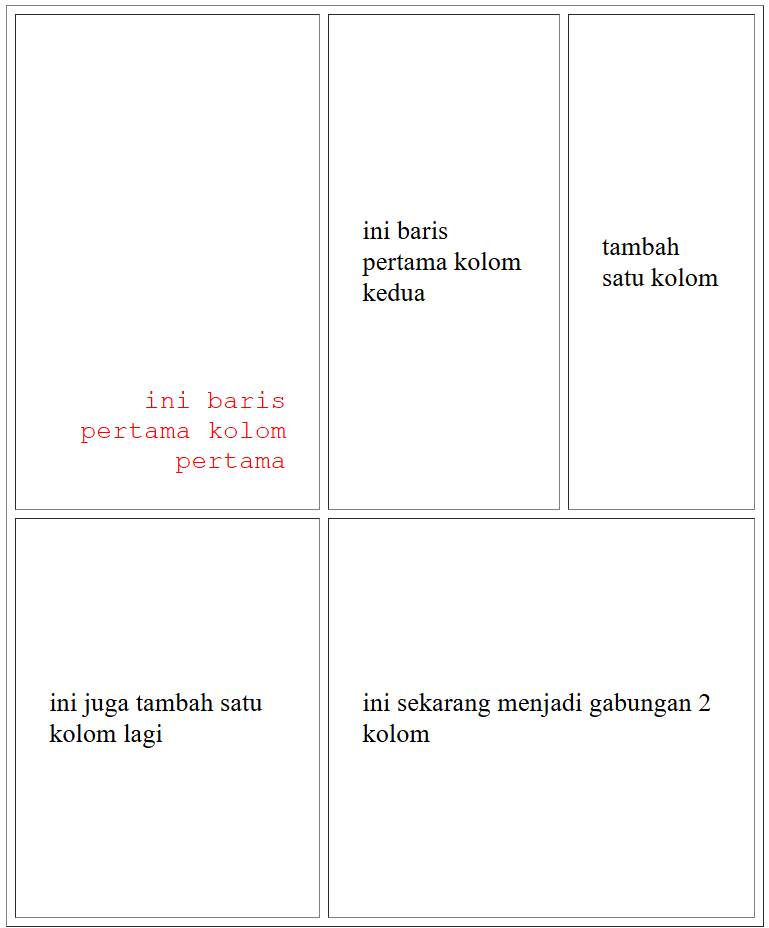 ini baris
pertama kolom
pertama
ini baris
pertama kolom
kedua
tambah
satu kolom
ini juga tambah satu
kolom lagi
ini sekarang menjadi gabungan 2
kolom